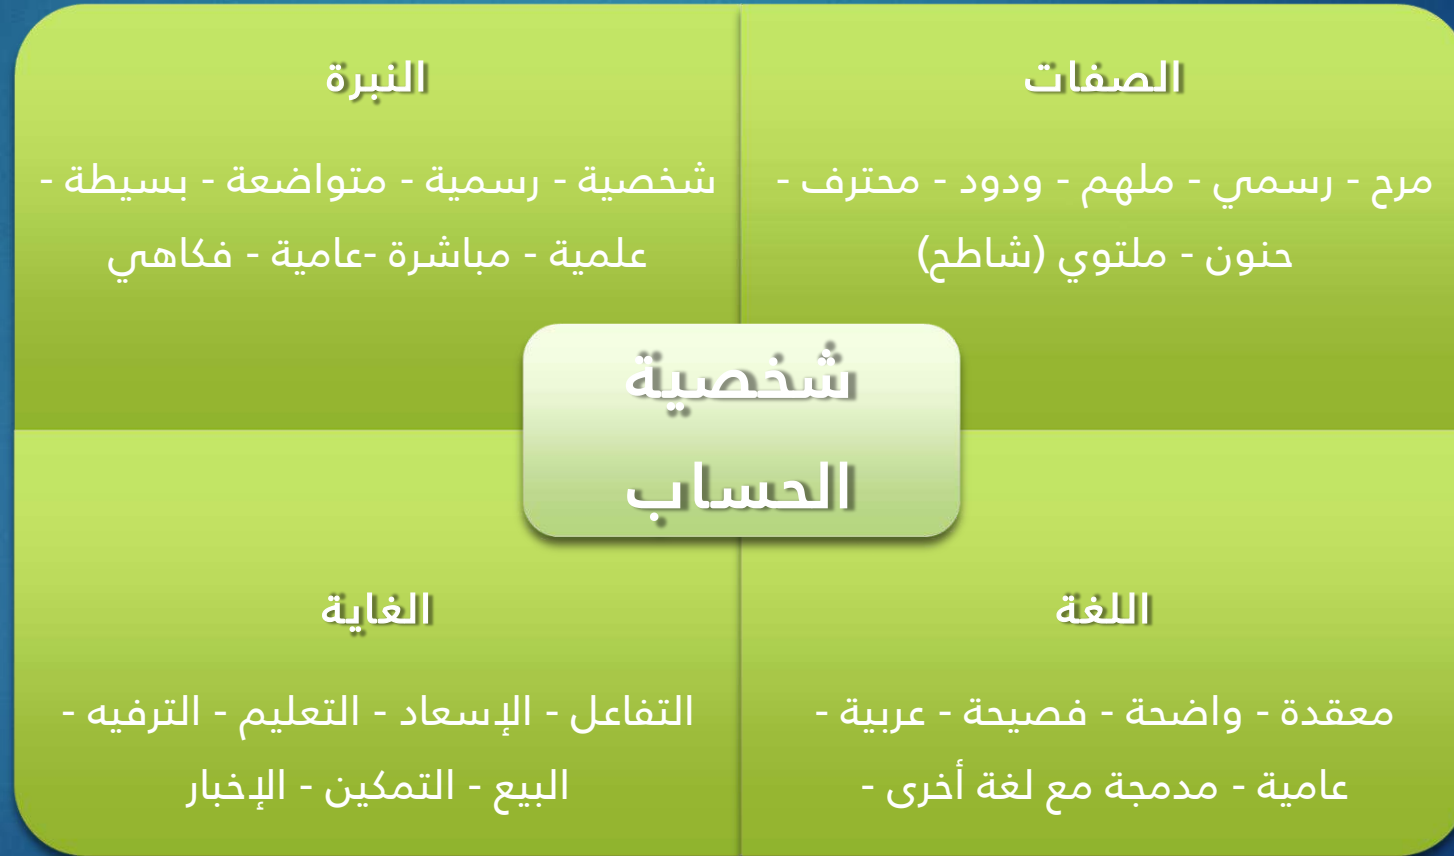 الصفات
مرح - رسمي - ملهم - ودود - محترف -
حنون - ملتوي (شاطح)
النبرة
شخصية - رسمية - متواضعة - بسيطة -
علمية - مباشرة -عامية - فكاهي
شخصية
الحساب
اللغة
معقدة - واضحة - فصيحة - عربية -
عامية - مدمجة مع لغة أخرى -
الغاية
التفاعل - الإسعاد - التعليم - الترفيه -
البيع - التمكين - الإخبار